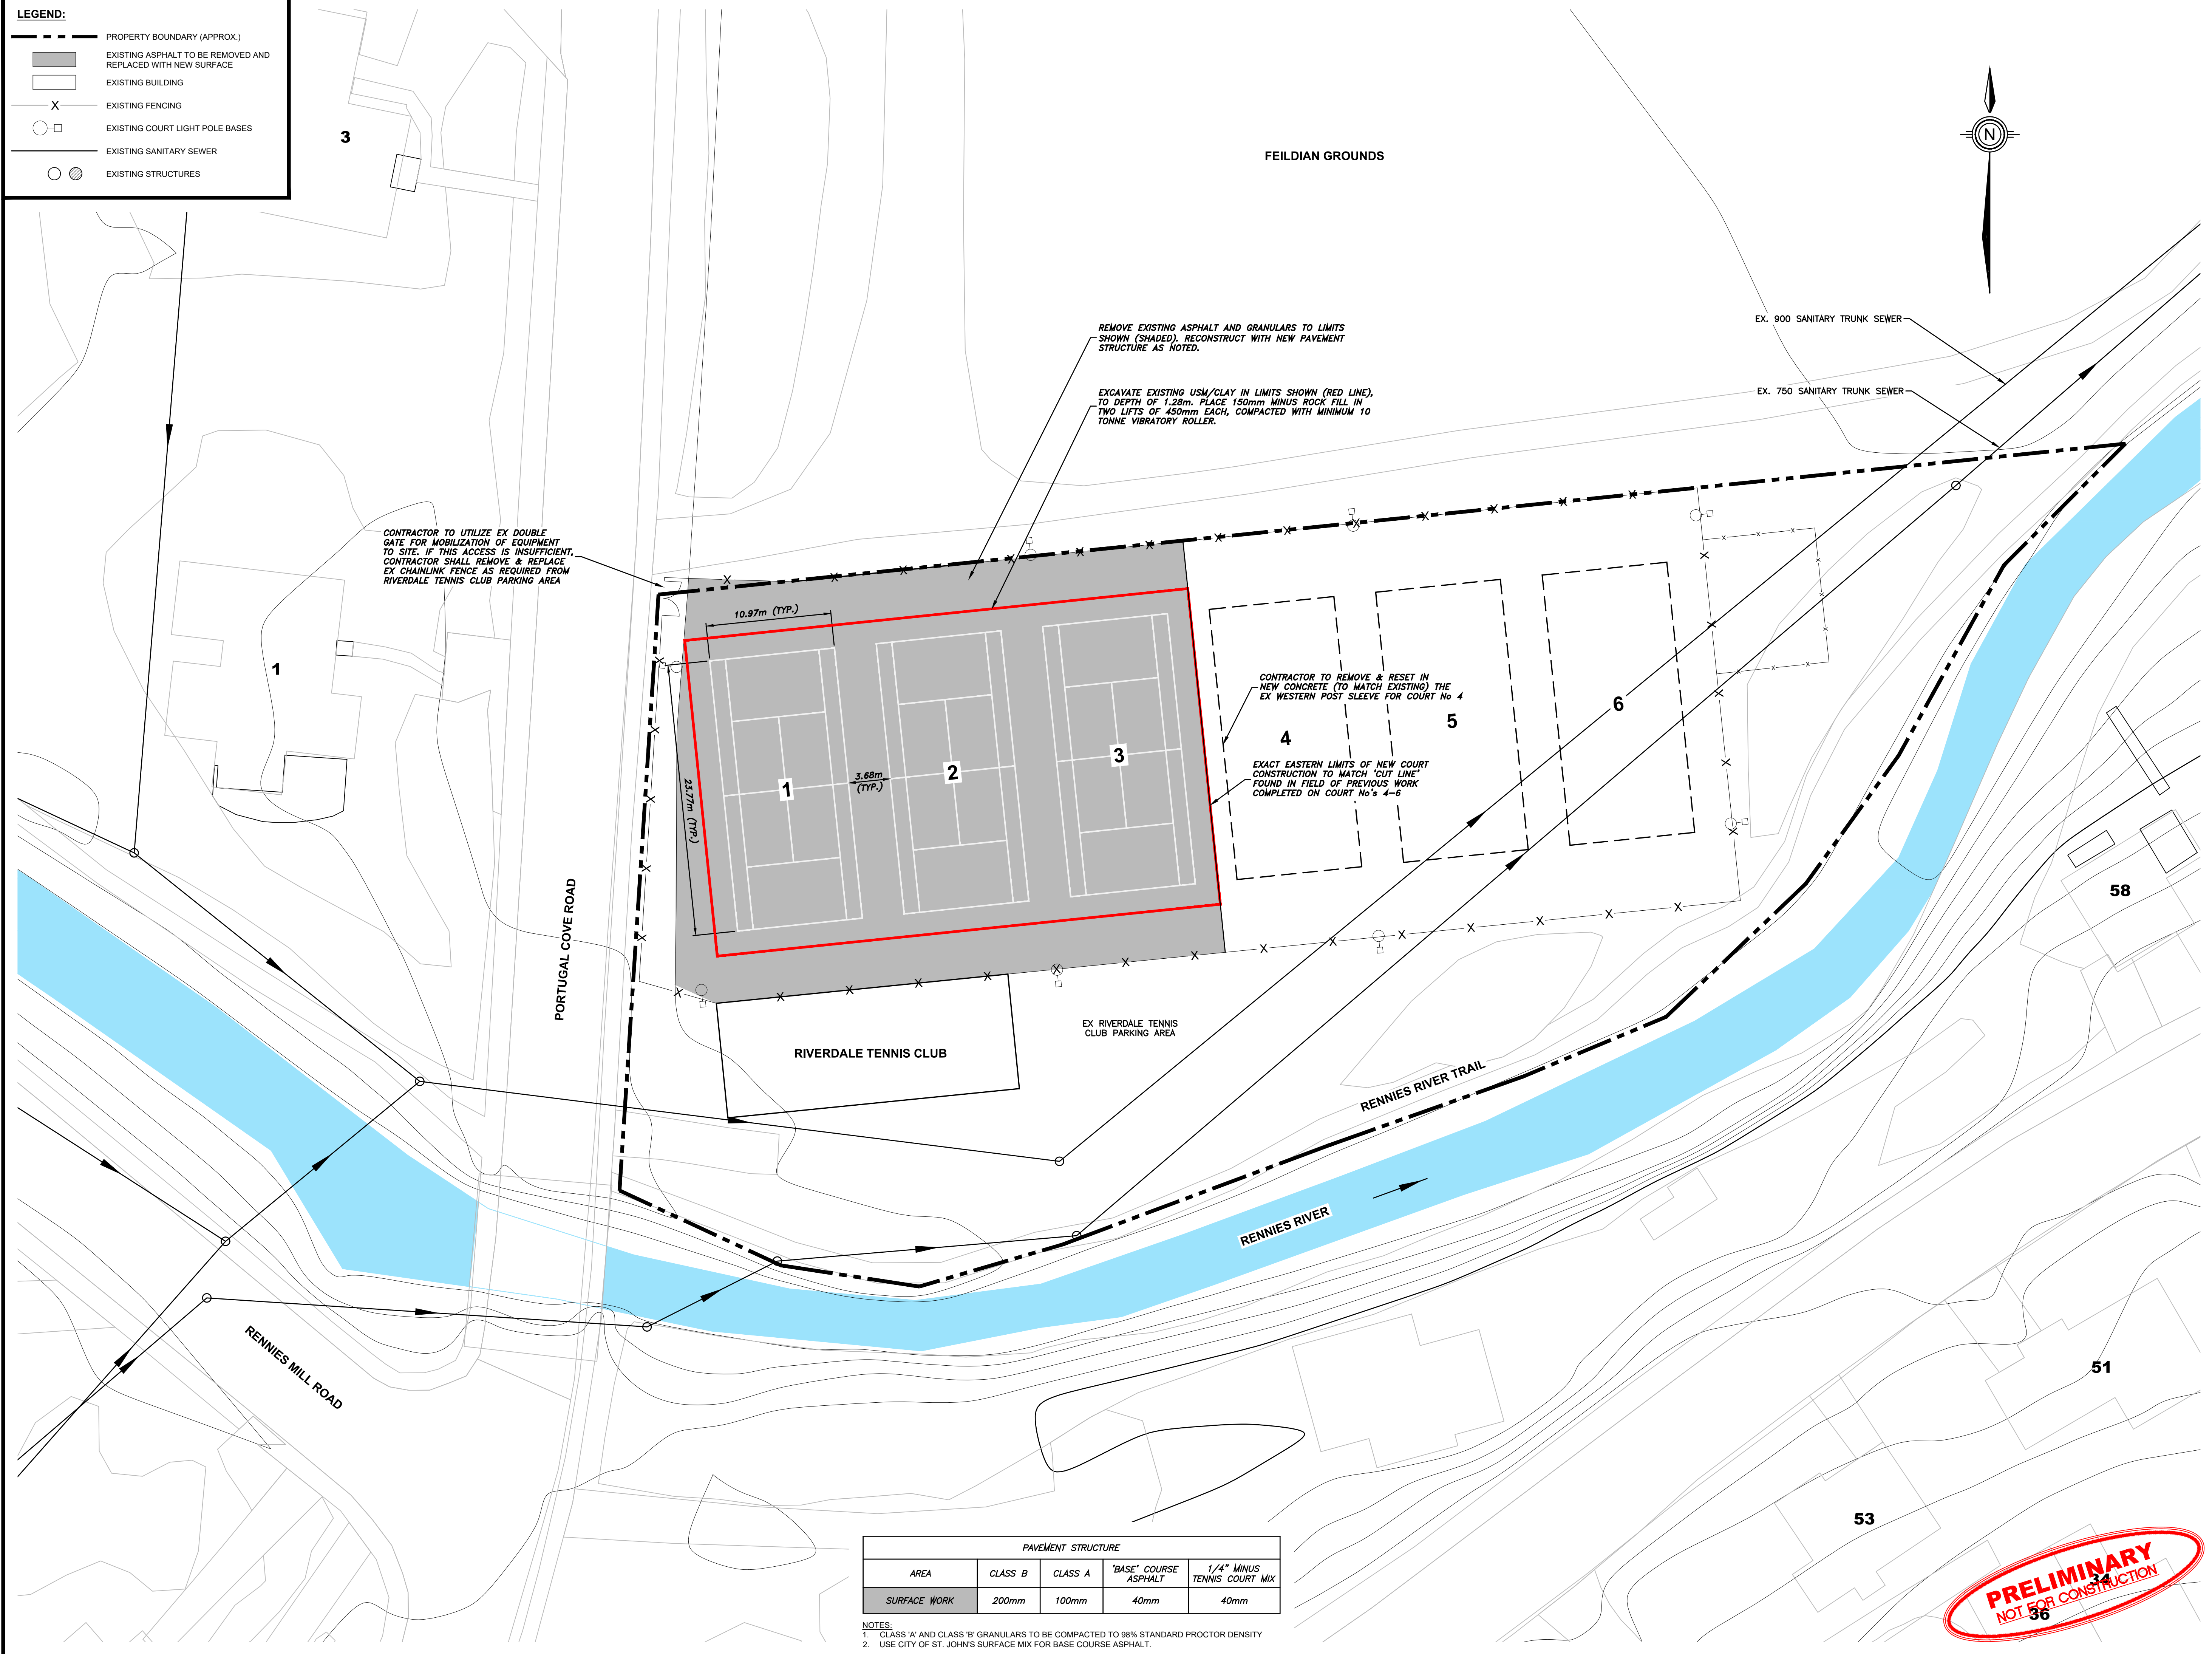 LEGEND:
PROPERTY BOUNDARY (APPROX.)
EXISTING ASPHALT TO BE REMOVED AND
REPLACED WITH NEW SURFACE
EXISTING BUILDING
X EXISTING FENCING
EXISTING COURT LIGHT POLE BASES
EXISTING SANITARY SEWER
EXISTING STRUCTURES
3
FEILDIAN GROUNDS
N
EX. 900 SANITARY TRUNK SEWER
EX. 750 SANITARY TRUNK SEWER
REMOVE EXISTING ASPHALT AND GRANULARS TO LIMITS
SHOWN (SHADED). RECONSTRUCT WITH NEW PAVEMENT
STRUCTURE AS NOTED.
EXCAVATE EXISTING USM/CLAY IN LIMITS SHOWN (RED LINE),
TO DEPTH OF 1.28m. PLACE 150mm MINUS ROCK FILL IN
TWO LIFTS OF 450mm EACH, COMPACTED WITH MINIMUM 10
TONNE VIBRATORY ROLLER.
CONTRACTOR TO UTILIZE EX DOUBLE
GATE FOR MOBILIZATION OF EQUIPMENT
TO SITE. IF THIS ACCESS IS INSUFFICIENT,
CONTRACTOR SHALL REMOVE & REPLACE
EX CHAINLINK FENCE AS REQUIRED FROM
RIVERDALE TENNIS CLUB PARKING AREA
10.97m (TYP.)
23.77m (TYP.)
3.68m
(TYP.)
1
1
2
3
4
5
6
CONTRACTOR TO REMOVE & RESET IN
NEW CONCRETE (TO MATCH EXISTING) THE
EX WESTERN POST SLEEVE FOR COURT No 4
EXACT EASTERN LIMITS OF NEW COURT
CONSTRUCTION TO MATCH 'CUT LINE'
FOUND IN FIELD OF PREVIOUS WORK
COMPLETED ON COURT No's 4-6
PORTUGAL COVE ROAD
58
EX RIVERDALE TENNIS
CLUB PARKING AREA
RIVERDALE TENNIS CLUB
RENNIES RIVER TRAIL
RENNIES RIVER
RENNIES MILL ROAD
51
53
PAVEMENT STRUCTURE
AREA CLASS B CLASS A 'BASE' COURSE ASPHALT 1/4" MINUS TENNIS COURT MIX
SURFACE WORK 200mm 100mm 40mm 40mm
NOTES:
1. CLASS 'A' AND CLASS 'B' GRANULARS TO BE COMPACTED TO 98% STANDARD PROCTOR DENSITY
2. USE CITY OF ST. JOHN'S SURFACE MIX FOR BASE COURSE ASPHALT.
PRELIMINARY
34
NOT FOR CONSTRUCTION
36